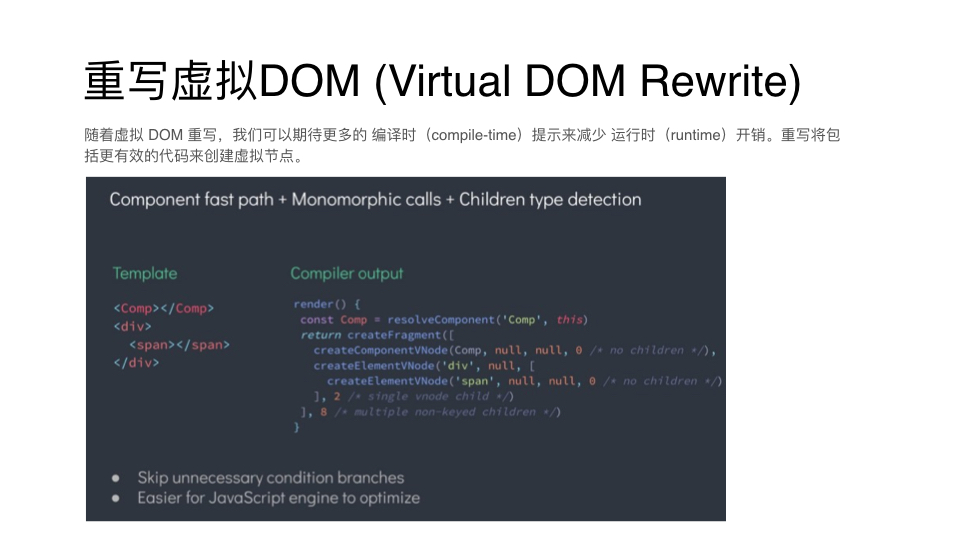 重写虚拟DOM (Virtual DOM Rewrite)
随着虚拟 DOM 重写，我们可以期待更多的 编译时（compile-time）提示来减少 运行时（runtime）开销。重写将包
括更有效的代码来创建虚拟节点。
Component fast path + Monomorphic calls + Children type detection
Template
<Comp></Comp>
<div>
  <span></span>
</div>
Compiler output
render() {
 const Comp = resolveComponent('Comp', this)
 return createFragment([
   createComponentVNode(Comp, null, null, 0 /* no children */),
   createElementVNode('div', null, [
     createElementVNode('span', null, null, 0 /* no children */)
   ], 2 /* single vnode child */)
 ], 8 /* multiple non-keyed children */)
}
● Skip unnecessary condition branches
● Easier for JavaScript engine to optimize